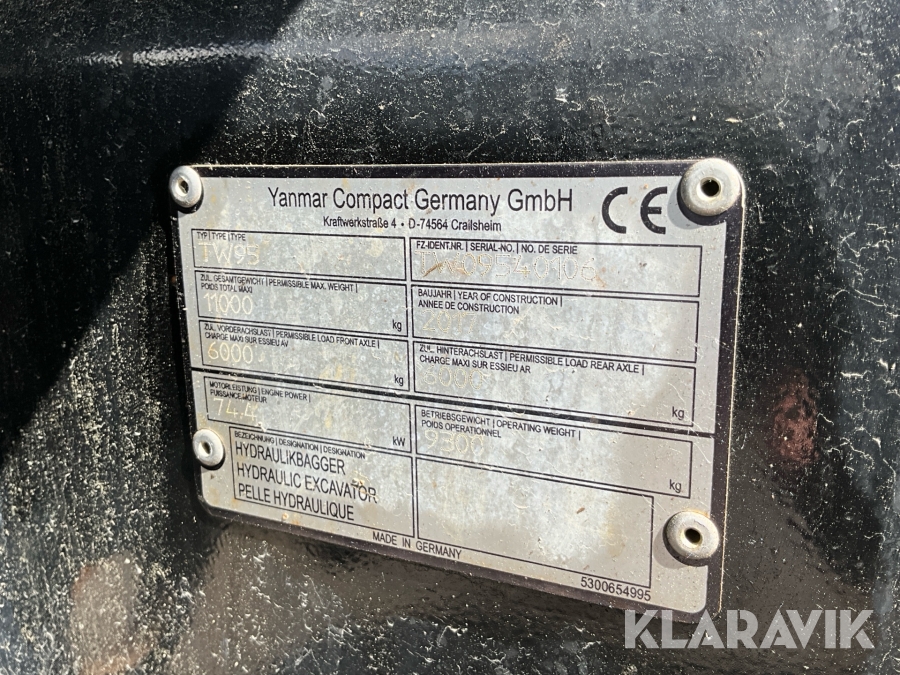 Yanmar Compact Germany GmbH
Kraftwerkstraße 4 • D-74564 Crailsheim
CE
TYP | TYPE | TYPE
TW95
FZ-IDENT.NR. | SERIAL-NO. | NO. DE SERIE
TW09540106
ZUL. GESAMTGEWICHT | PERMISSIBLE MAX. WEIGHT |
POIDS TOTAL MAXI
11000
kg
BAUJAHR | YEAR OF CONSTRUCTION |
ANNEE DE CONSTRUCTION
ZUL. VORDERACHSLAST | PERMISSIBLE LOAD FRONT AXLE |
CHARGE MAXI SUR ESSIEU AV
6000
kg
ZUL. HINTERACHSLAST | PERMISSIBLE LOAD REAR AXLE |
CHARGE MAXI SUR ESSIEU AR
kg
MOTORLEISTUNG | ENGINE POWER |
PUISSANCE MOTEUR
74.4
kW
BETRIEBSGEWICHT | OPERATING WEIGHT |
POIDS OPERATIONNEL
kg
BEZEICHNUNG | DESIGNATION | DESIGNATION
HYDRAULIKBAGGER
HYDRAULIC EXCAVATOR
PELLE HYDRAULIQUE
MADE IN GERMANY
5300654995
KLARAVIK